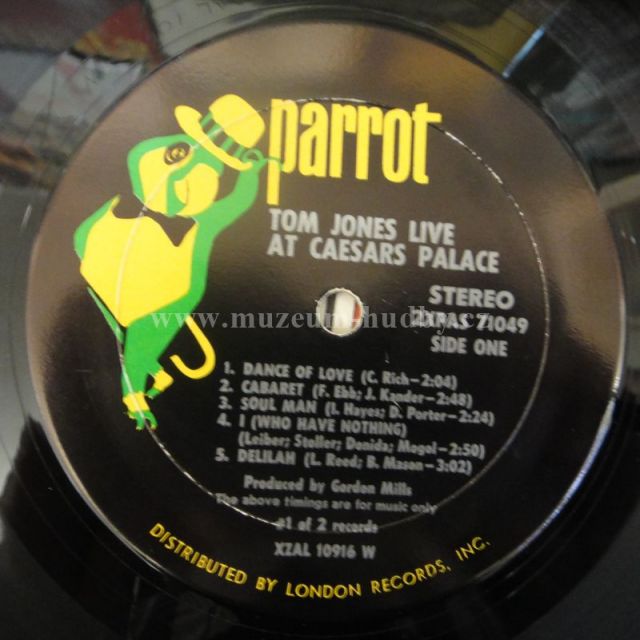 parrot
TOM JONES LIVE
AT CAESARS PALACE
STEREO
71049
SIDE ONE
www.muzeum-hudby.cz
1. DANCE OF LOVE (C. Rich—2:04)
2. CABARET (F. Ebb; J. Kander—2:48)
3. SOUL MAN (I. Hayes; D. Porter—2:24)
4. I (WHO HAVE NOTHING)
(Leiber; Stoller; Donida; Mogol—2:50)
5. DELILAH (L. Reed; B. Mason—3:02)
Produced by Gordon Mills
The above timings are for music only
#1 of 2 records
XZAL 10916 W
DISTRIBUTED BY LONDON RECORDS, INC.